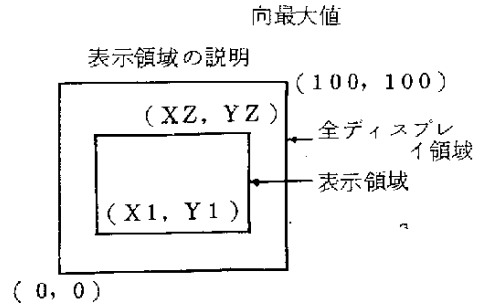 向最大値
表示領域の説明
(100, 100)
(XZ, YZ)
全ディスプレ
イ領域
表示領域
(X1, Y1)
(0, 0)